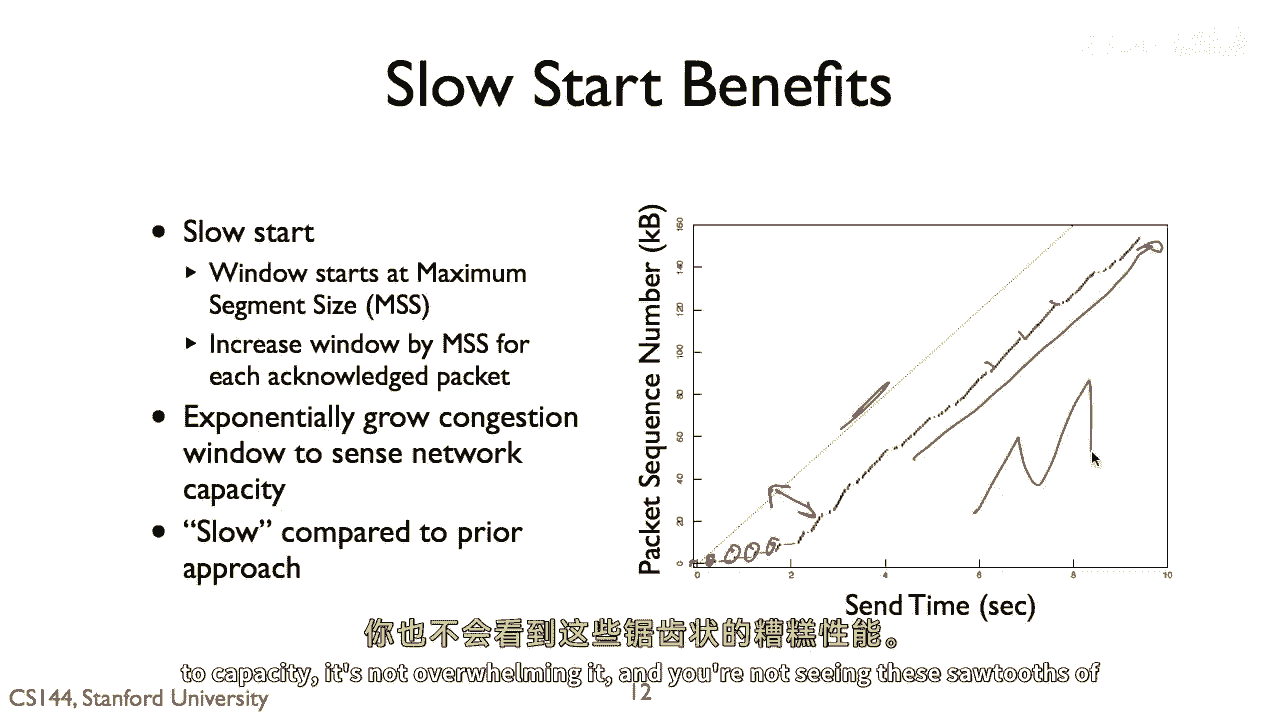 Slow Start Benefits
• Slow start
▸ Window starts at Maximum
Segment Size (MSS)
▸ Increase window by MSS for
each acknowledged packet
• Exponentially grow congestion
window to sense network
capacity
• “Slow” compared to prior
approach
Packet Sequence Number (kB)
160
140
120
100
80
60
40
20
0
0 2 4 6 8 10
Send Time (sec)
你也不会看到这些锯齿状的糟糕性能。
to capacity, it's not overwhelming it, and you're not seeing these sawtooths of
CS144, Stanford University
12